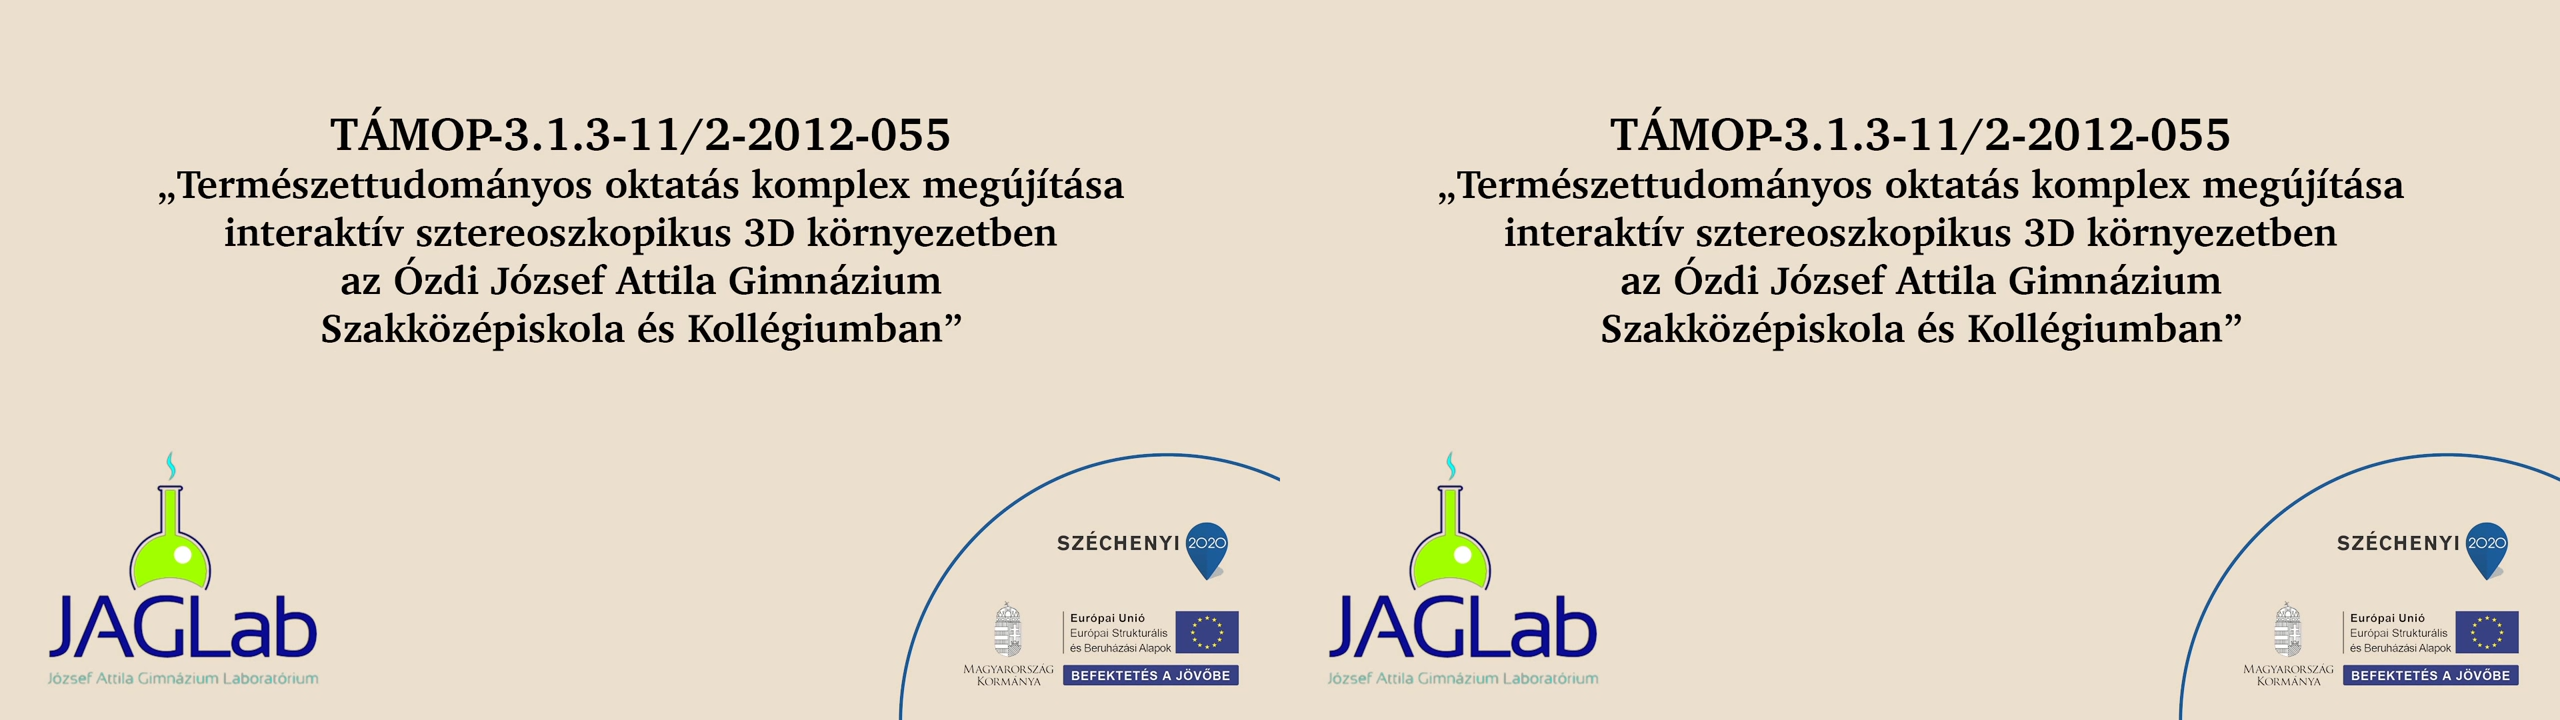 TÁMOP-3.1.3-11/2-2012-055
„Természettudományos oktatás komplex megújítása
interaktív sztereoszkopikus 3D környezetben
az Ózdi József Attila Gimnázium
Szakközépiskola és Kollégiumban”
JAGLab
József Attila Gimnázium Laboratórium
SZÉCHENYI 2020
MAGYARORSZÁG
KORMÁNYA
Európai Unió
Európai Strukturális
és Beruházási Alapok
BEFEKTETÉS A JÖVŐBE
TÁMOP-3.1.3-11/2-2012-055
„Természettudományos oktatás komplex megújítása
interaktív sztereoszkopikus 3D környezetben
az Ózdi József Attila Gimnázium
Szakközépiskola és Kollégiumban”
JAGLab
József Attila Gimnázium Laboratórium
SZÉCHENYI 2020
MAGYARORSZÁG
KORMÁNYA
Európai Unió
Európai Strukturális
és Beruházási Alapok
BEFEKTETÉS A JÖVŐBE